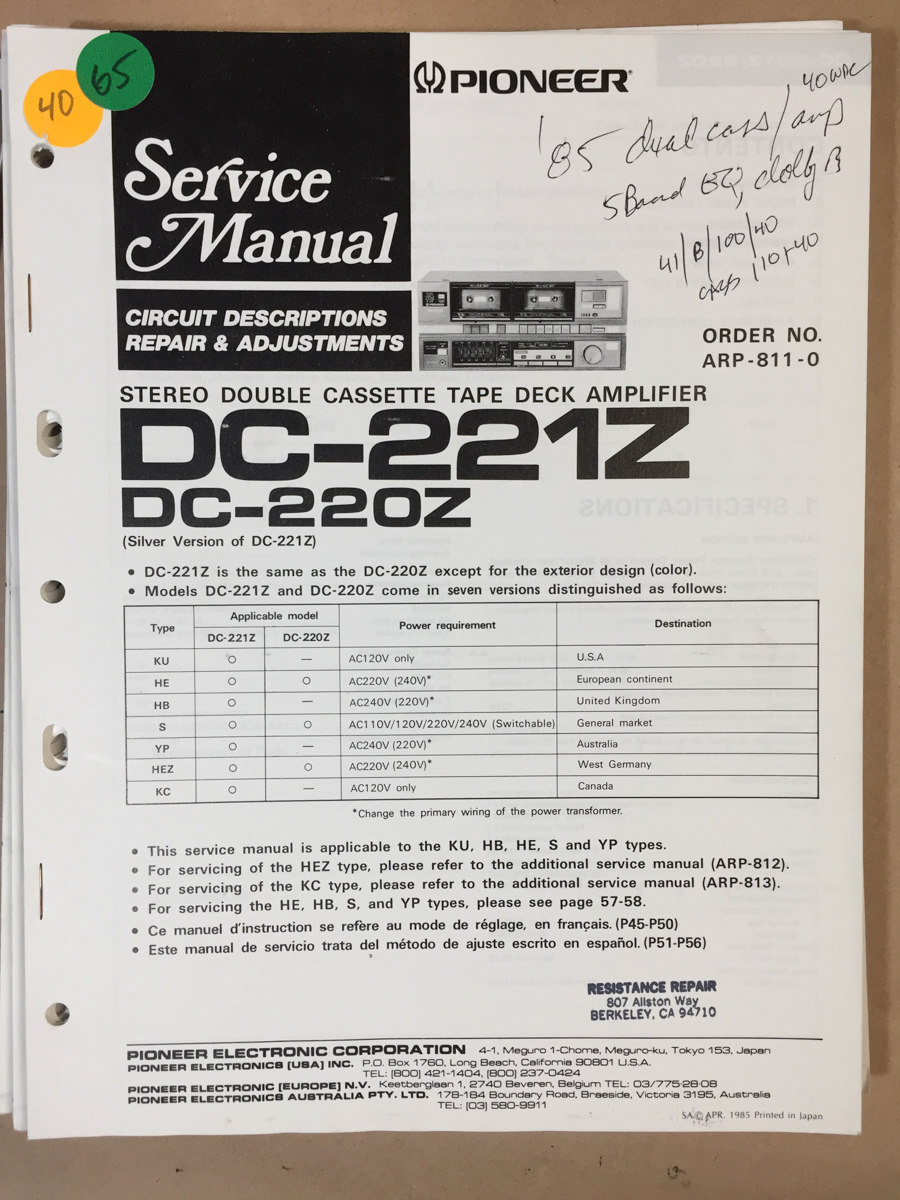 40
65
PIONEER
Service
Manual
'85 dual cass/amp
5 Band EQ, dolby B
41/B/100/40
CIRCUIT DESCRIPTIONS
REPAIR & ADJUSTMENTS
ORDER NO.
ARP-811-0
STEREO DOUBLE CASSETTE TAPE DECK AMPLIFIER
DC-221Z
DC-220Z
(Silver Version of DC-221Z)
• DC-221Z is the same as the DC-220Z except for the exterior design (color).
• Models DC-221Z and DC-220Z come in seven versions distinguished as follows:
Type Applicable model Power requirement Destination
DC-221Z DC-220Z
KU ○ — AC120V only U.S.A
HE ○ ○ AC220V (240V)* European continent
HB ○ — AC240V (220V)* United Kingdom
S ○ ○ AC110V/120V/220V/240V (Switchable) General market
YP ○ — AC240V (220V)* Australia
HEZ ○ ○ AC220V (240V)* West Germany
KC ○ — AC120V only Canada
*Change the primary wiring of the power transformer.
• This service manual is applicable to the KU, HB, HE, S and YP types.
• For servicing of the HEZ type, please refer to the additional service manual (ARP-812).
• For servicing of the KC type, please refer to the additional service manual (ARP-813).
• For servicing the HE, HB, S, and YP types, please see page 57-58.
• Ce manuel d'instruction se refère au mode de réglage, en français. (P45-P50)
• Este manual de servicio trata del método de ajuste escrito en español. (P51-P56)
RESISTANCE REPAIR
807 Allston Way
BERKELEY, CA 94710
PIONEER ELECTRONIC CORPORATION 4-1, Meguro 1-Chome, Meguro-ku, Tokyo 153, Japan
PIONEER ELECTRONICS (USA) INC. P.O. Box 1760, Long Beach, California 90801 U.S.A.
TEL: (800) 421-1404, (800) 237-0424
PIONEER ELECTRONIC (EUROPE) N.V. Keetberglaan 1, 2740 Beveren, Belgium TEL: 03/775·28·08
PIONEER ELECTRONICS AUSTRALIA PTY. LTD. 178-184 Boundary Road, Braeside, Victoria 3195, Australia
TEL: (03) 580-9911
SA © APR. 1985 Printed in Japan